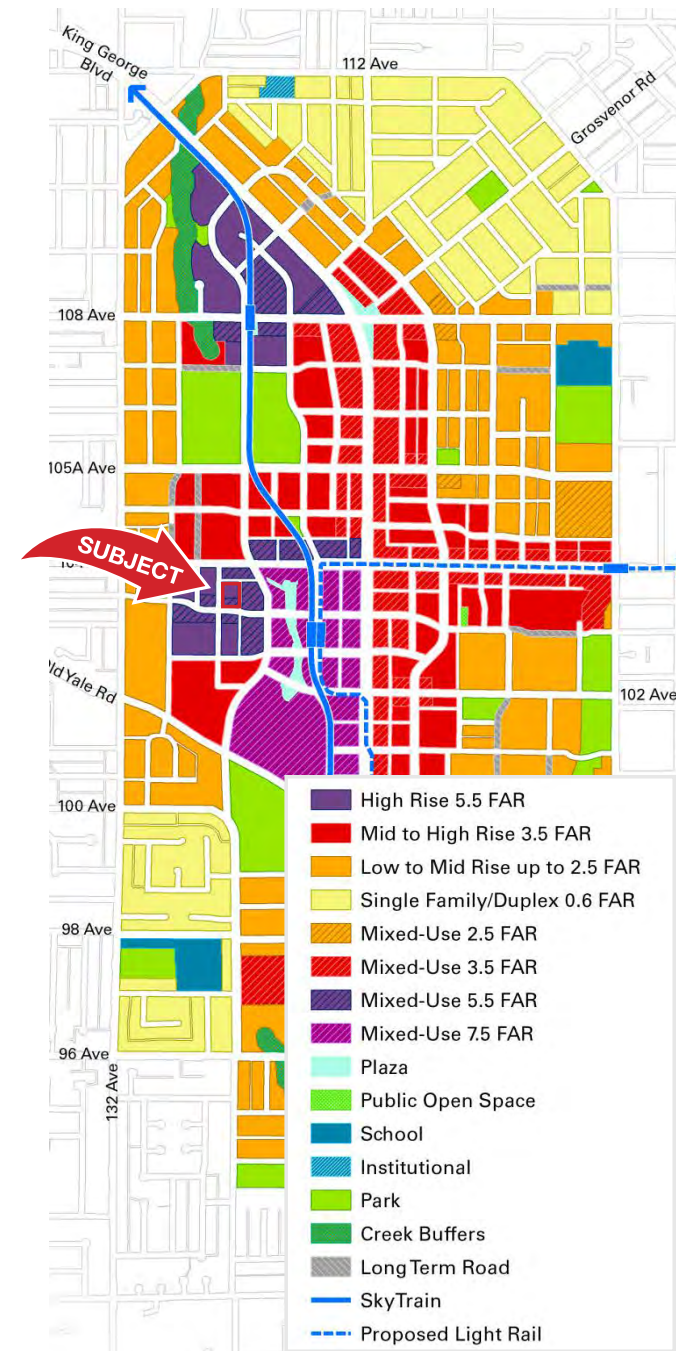 King George
Blvd
112 Ave
Grosvenor Rd
108 Ave
105A Ave
SUBJECT
102 Ave
100 Ave
98 Ave
96 Ave
132 Ave
High Rise 5.5 FAR
Mid to High Rise 3.5 FAR
Low to Mid Rise up to 2.5 FAR
Single Family/Duplex 0.6 FAR
Mixed-Use 2.5 FAR
Mixed-Use 3.5 FAR
Mixed-Use 5.5 FAR
Mixed-Use 7.5 FAR
Plaza
Public Open Space
School
Institutional
Park
Creek Buffers
Long Term Road
SkyTrain
Proposed Light Rail
Yale Rd